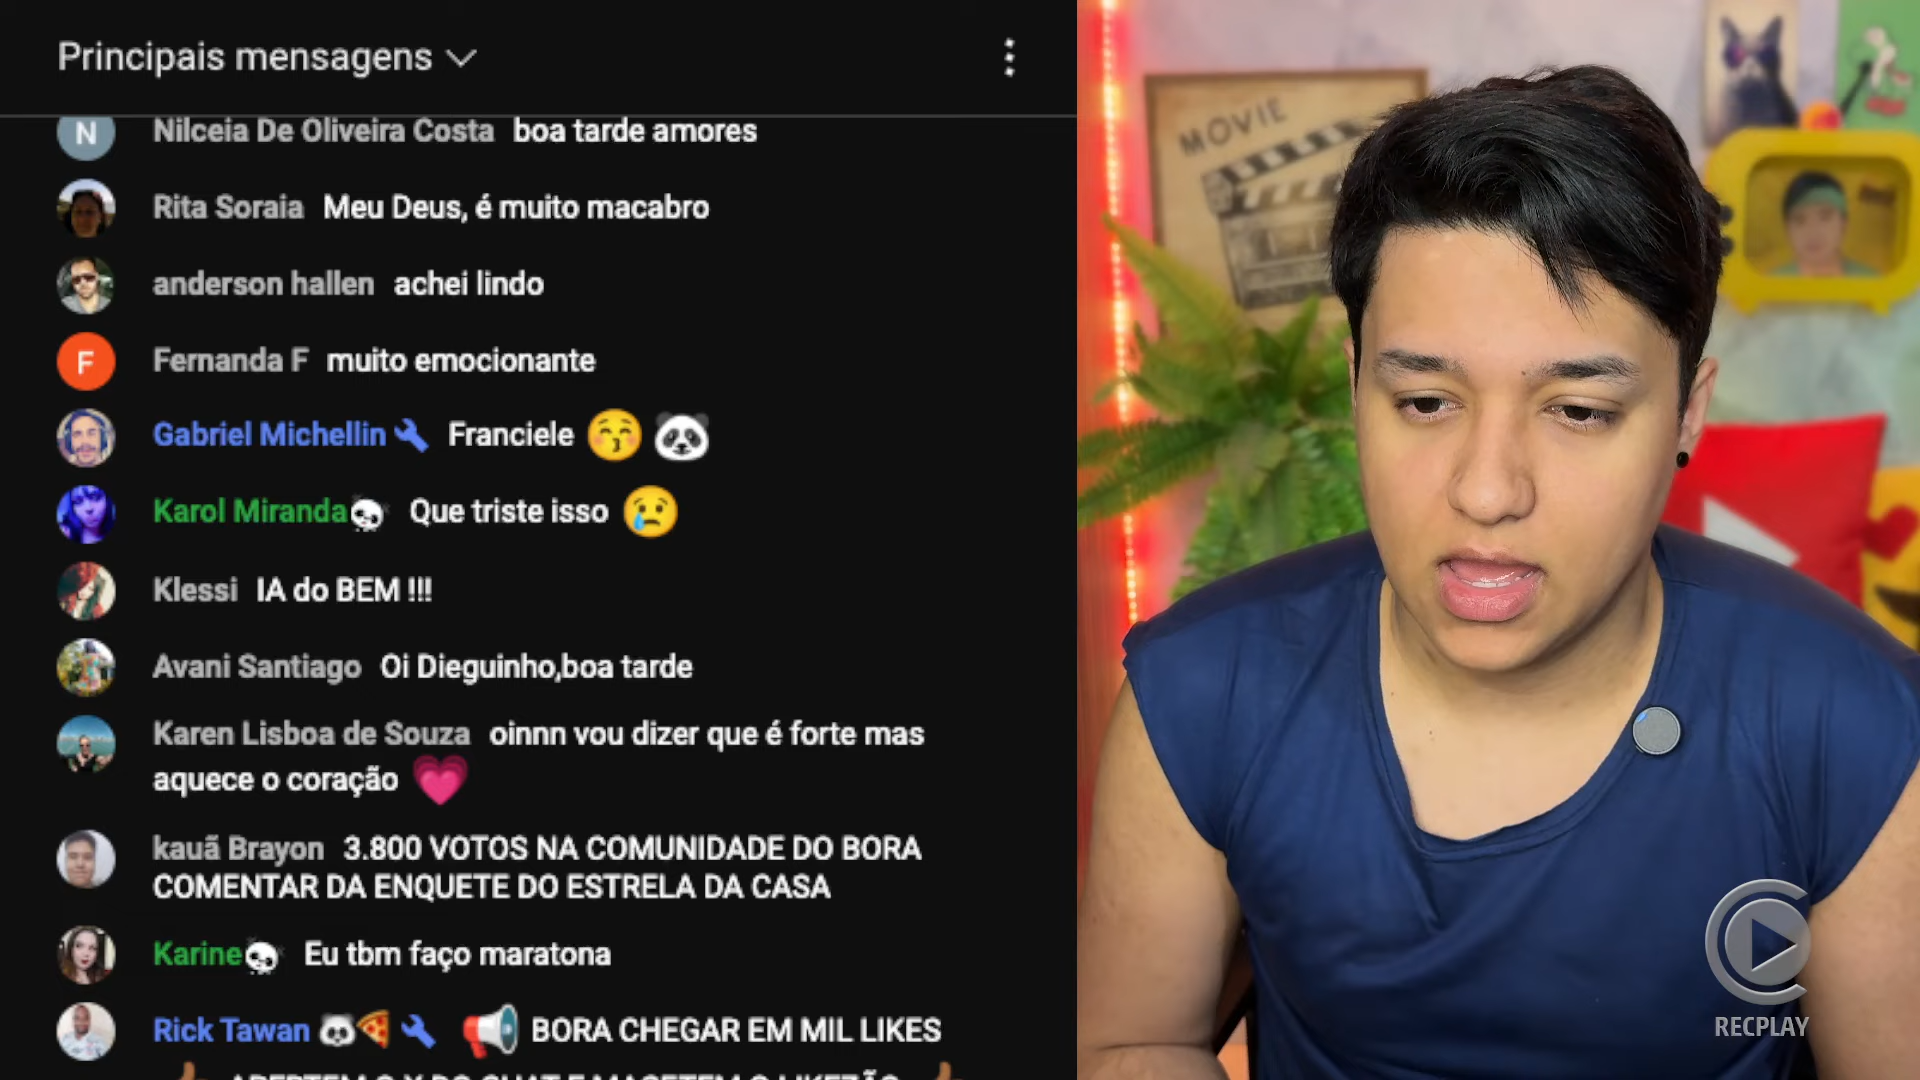 Principais mensagens
MOVIE
N Nilceia De Oliveira Costa boa tarde amores
Rita Soraia Meu Deus, é muito macabro
anderson hallen achei lindo
F Fernanda F muito emocionante
Gabriel Michellin Franciele
Karol Miranda Que triste isso
Klessi IA do BEM !!!
Avani Santiago Oi Dieguinho,boa tarde
Karen Lisboa de Souza oinnn vou dizer que é forte mas
aquece o coração
kauã Brayon 3.800 VOTOS NA COMUNIDADE DO BORA
COMENTAR DA ENQUETE DO ESTRELA DA CASA
Karine Eu tbm faço maratona
Rick Tawan BORA CHEGAR EM MIL LIKES
RECPLAY